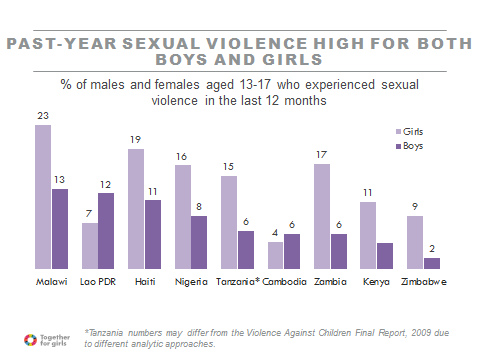 PAST-YEAR SEXUAL VIOLENCE HIGH FOR BOTH
BOYS AND GIRLS
% of males and females aged 13-17 who experienced sexual
violence in the last 12 months
23
13
7
12
19
11
16
8
15
6
4
6
17
6
11
9
2
Girls
Boys
Malawi Lao PDR Haiti Nigeria Tanzania* Cambodia Zambia Kenya Zimbabwe
Together
for girls
*Tanzania numbers may differ from the Violence Against Children Final Report, 2009 due
to different analytic approaches.